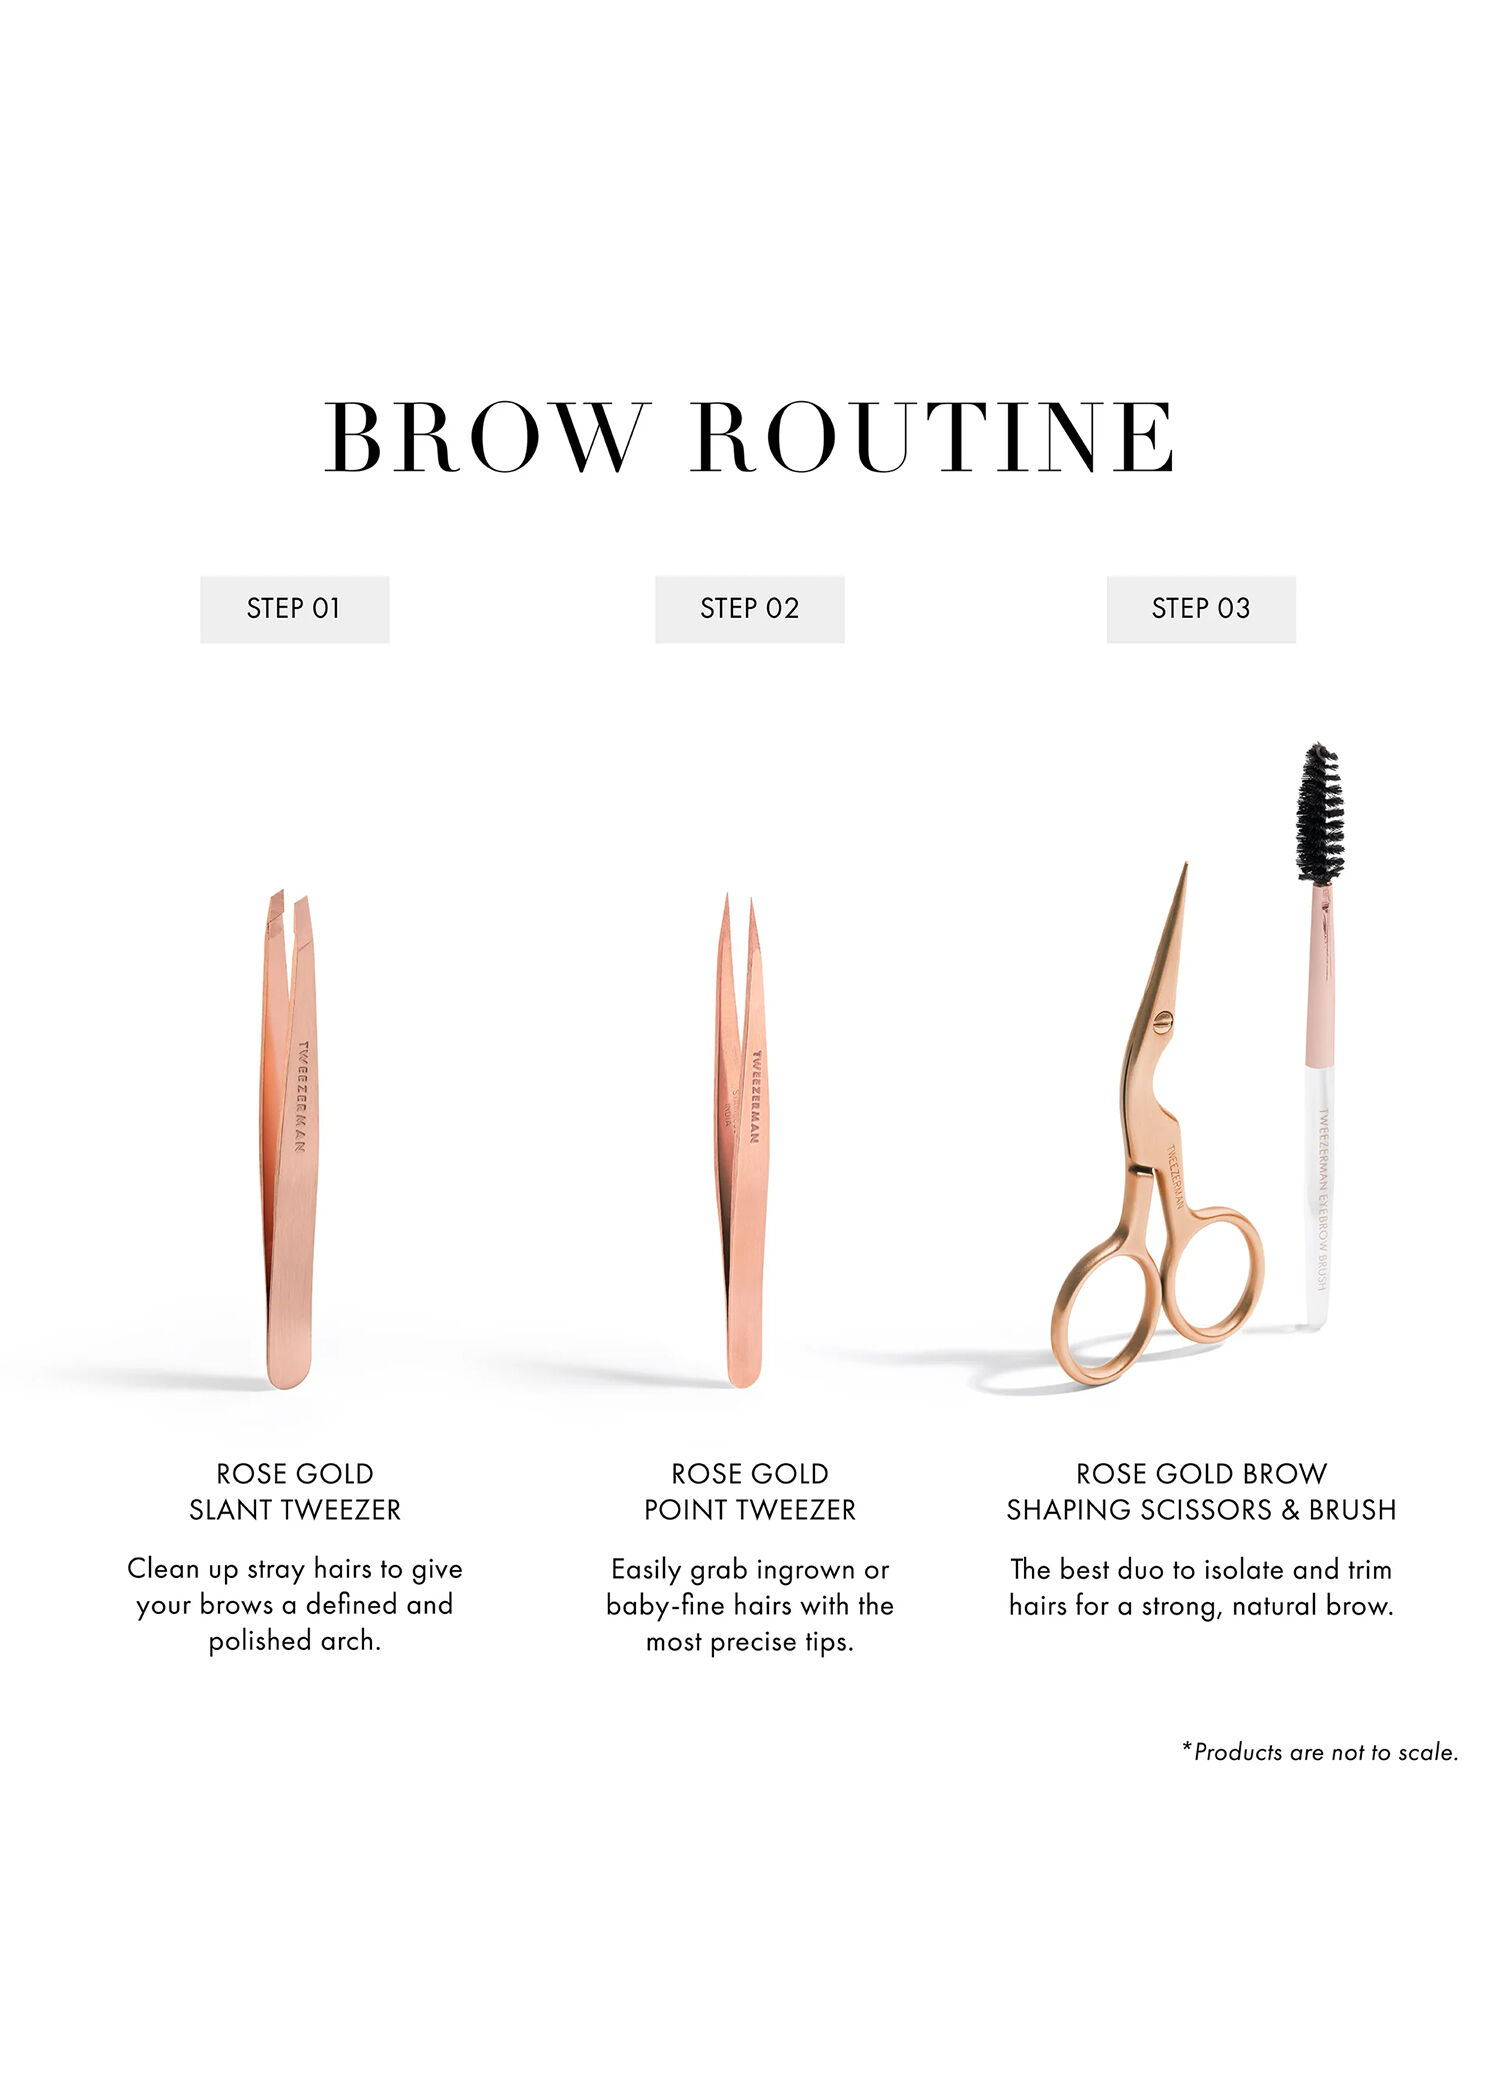 BROW ROUTINE
STEP 01
STEP 02
STEP 03
TWEEZERMAN
TWEEZERMAN
TWEEZERMAN
TWEEZERMAN EYEBROW BRUSH
ROSE GOLD
SLANT TWEEZER
Clean up stray hairs to give
your brows a defined and
polished arch.
ROSE GOLD
POINT TWEEZER
Easily grab ingrown or
baby-fine hairs with the
most precise tips.
ROSE GOLD BROW
SHAPING SCISSORS & BRUSH
The best duo to isolate and trim
hairs for a strong, natural brow.
*Products are not to scale.